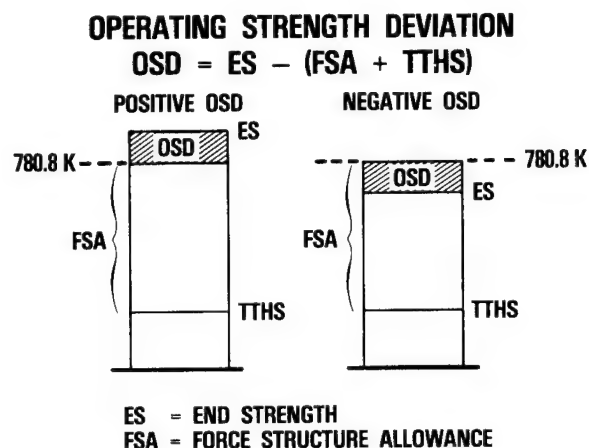 OPERATING STRENGTH DEVIATION
OSD = ES – (FSA + TTHS)
POSITIVE OSD
NEGATIVE OSD
ES
OSD
780.8 K
FSA
TTHS
780.8 K
OSD
ES
FSA
TTHS
ES = END STRENGTH
FSA = FORCE STRUCTURE ALLOWANCE